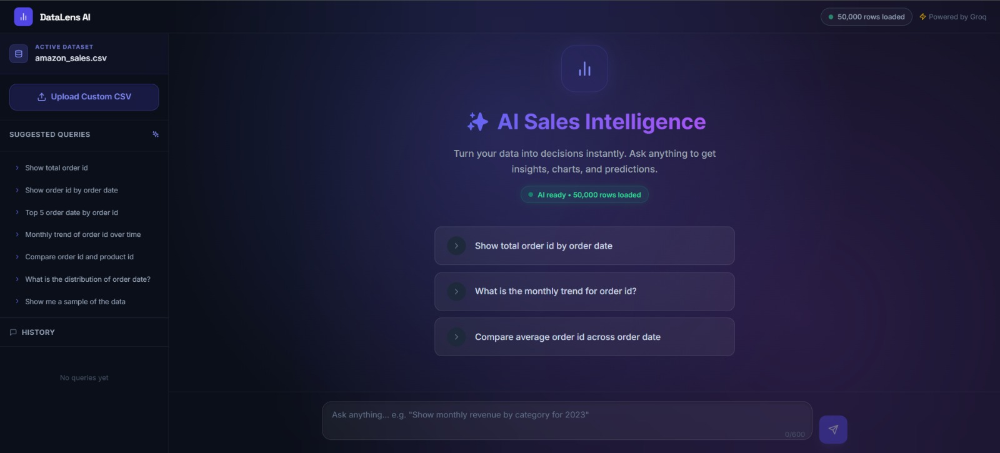 DataLens AI
50,000 rows loaded
Powered by Groq
ACTIVE DATASET
amazon_sales.csv
Upload Custom CSV
SUGGESTED QUERIES
Show total order id
Show order id by order date
Top 5 order date by order id
Monthly trend of order id over time
Compare order id and product id
What is the distribution of order date?
Show me a sample of the data
HISTORY
No queries yet
AI Sales Intelligence
Turn your data into decisions instantly. Ask anything to get
insights, charts, and predictions.
AI ready • 50,000 rows loaded
Show total order id by order date
What is the monthly trend for order id?
Compare average order id across order date
Ask anything... e.g. "Show monthly revenue by category for 2023"
0/600